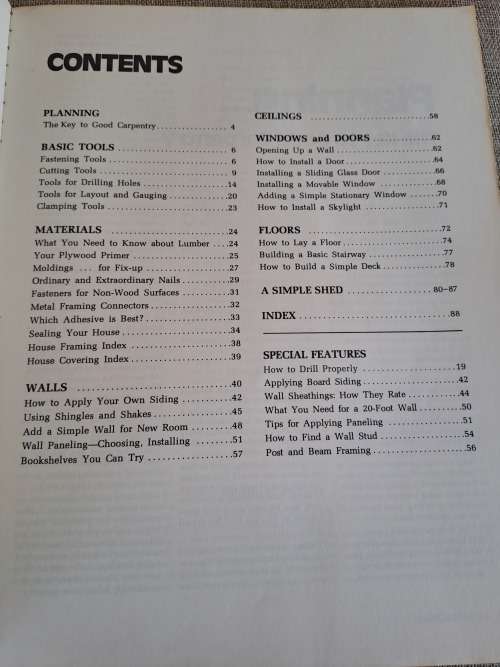 CONTENTS
PLANNING
The Key to Good Carpentry................. 4
BASIC TOOLS ............................ 6
Fastening Tools ............................ 6
Cutting Tools ............................... 9
Tools for Drilling Holes ....................14
Tools for Layout and Gauging .............20
Clamping Tools ............................23
MATERIALS ............................24
What You Need to Know about Lumber ....24
Your Plywood Primer ......................25
Moldings ... for Fix-up ....................27
Ordinary and Extraordinary Nails...........29
Fasteners for Non-Wood Surfaces ...........31
Metal Framing Connectors..................32
Which Adhesive is Best? ...................33
Sealing Your House ........................34
House Framing Index ......................38
House Covering Index......................39
WALLS ..................................40
How to Apply Your Own Siding ............42
Using Shingles and Shakes..................45
Add a Simple Wall for New Room .........48
Wall Paneling—Choosing, Installing .......51
Bookshelves You Can Try ..................57
CEILINGS ............................58
WINDOWS and DOORS ...............62
Opening Up a Wall ........................62
How to Install a Door......................64
Installing a Sliding Glass Door .............66
Installing a Movable Window .............68
Adding a Simple Stationary Window .......70
How to Install a Skylight ..................71
FLOORS ..............................72
How to Lay a Floor........................74
Building a Basic Stairway..................77
How to Build a Simple Deck................78
A SIMPLE SHED ..................80–87
INDEX ................................88
SPECIAL FEATURES
How to Drill Properly .....................19
Applying Board Siding .....................42
Wall Sheathings: How They Rate ...........44
What You Need for a 20-Foot Wall ..........50
Tips for Applying Paneling ................51
How to Find a Wall Stud ...................54
Post and Beam Framing.....................56